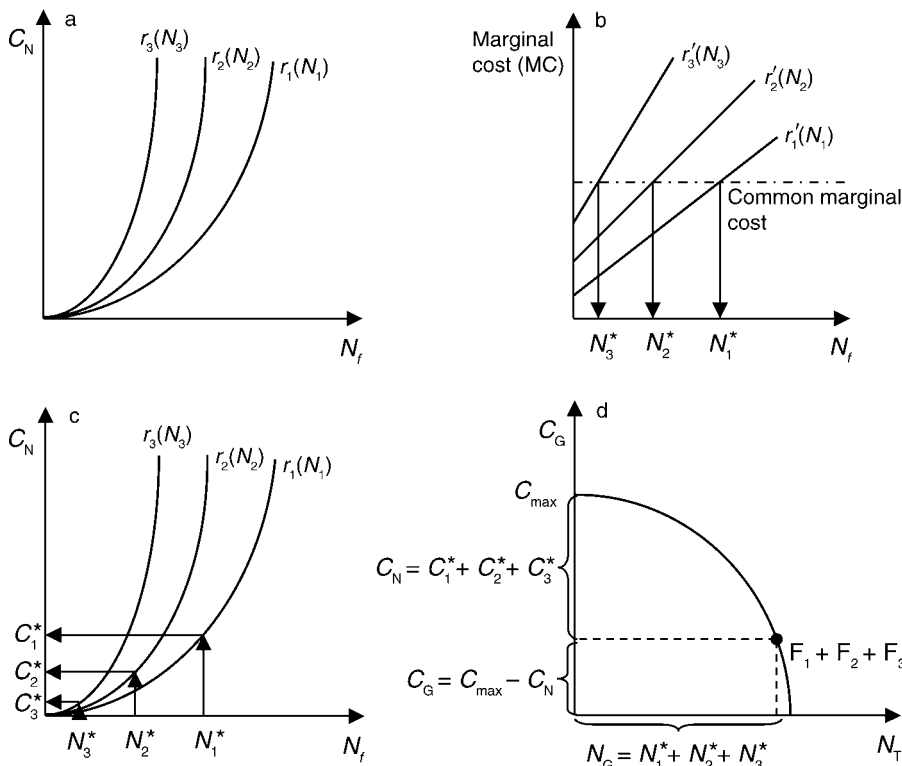 a
C_N
r_3(N_3)
r_2(N_2)
r_1(N_1)
N_f
b
Marginal
cost (MC)
r′_3(N_3)
r′_2(N_2)
r′_1(N_1)
Common marginal
cost
N_3^*
N_2^*
N_1^*
N_f
c
C_N
r_3(N_3)
r_2(N_2)
r_1(N_1)
C_1^*
C_2^*
C_3^*
N_3^*
N_2^*
N_1^*
N_f
d
C_G
C_max
C_N = C_1^* + C_2^* + C_3^*
F_1 + F_2 + F_3
C_G = C_max − C_N
N_T
N_G = N_1^* + N_2^* + N_3^*